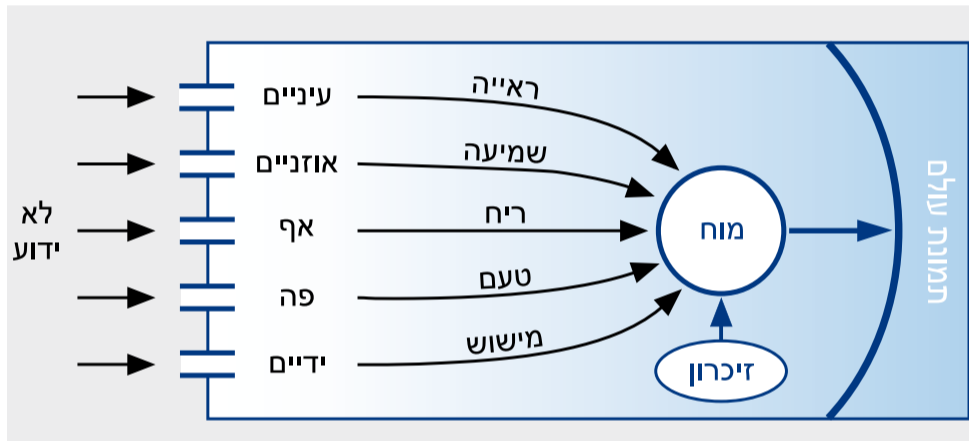 לא
ידוע
עיניים
אוזניים
אף
פה
ידיים
ראייה
שמיעה
ריח
טעם
מישוש
מוח
זיכרון
תמונת עולם